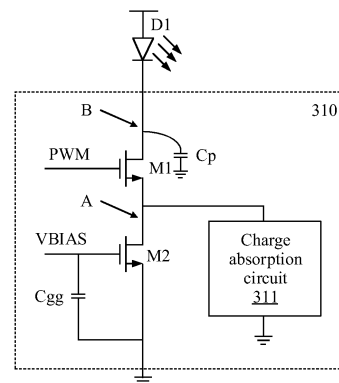 D1
B
310
PWM
Cp
M1
A
VBIAS
M2
Cgg
Charge
absorption
circuit
311